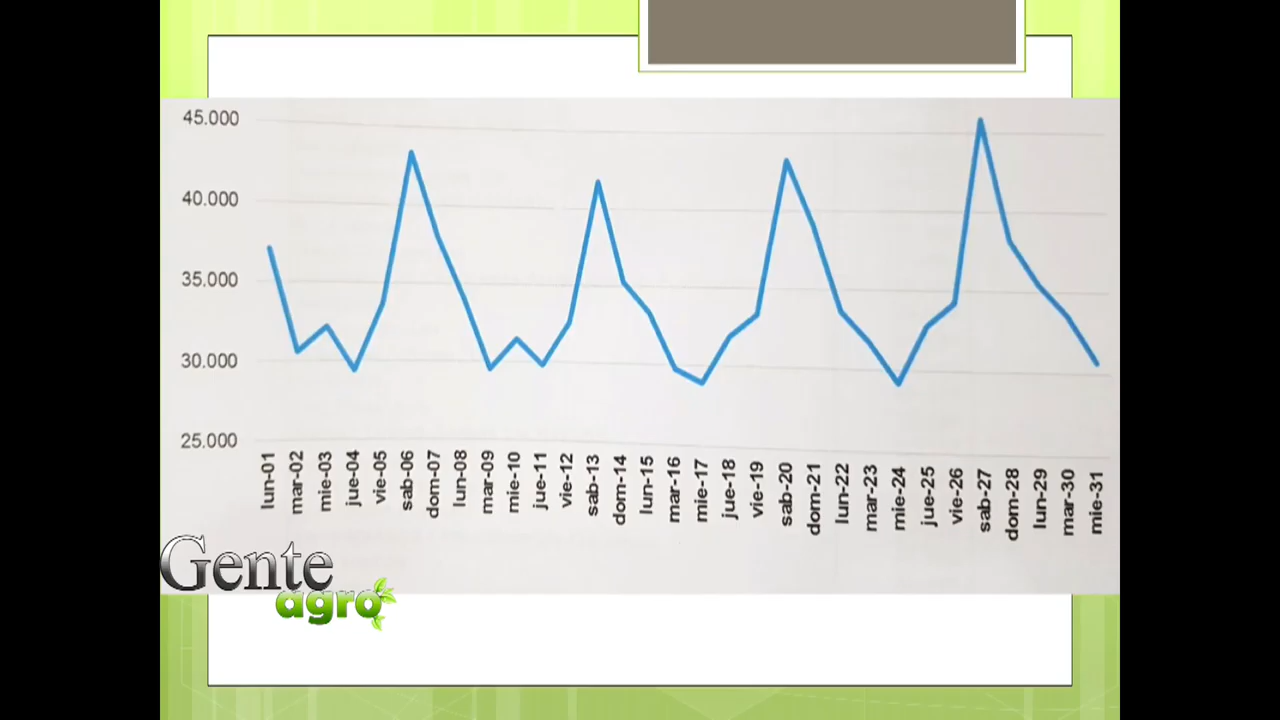 45.000
40.000
35.000
30.000
25.000
lun-01
mar-02
mie-03
jue-04
vie-05
sab-06
dom-07
lun-08
mar-09
mie-10
jue-11
vie-12
sab-13
dom-14
lun-15
mar-16
mie-17
jue-18
vie-19
sab-20
dom-21
lun-22
mar-23
mie-24
jue-25
vie-26
sab-27
dom-28
lun-29
mar-30
mie-31
Gente
agro